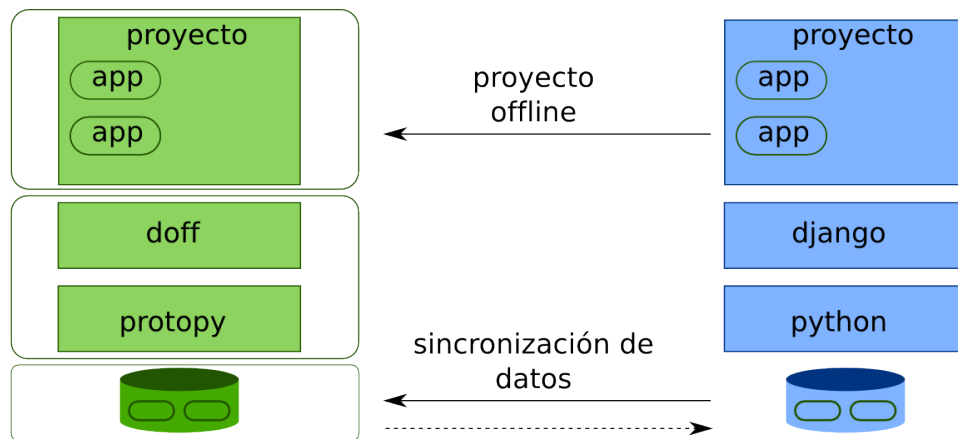 proyecto
app
app
doff
protopy
proyecto
offline
sincronización de
datos
proyecto
app
app
django
python